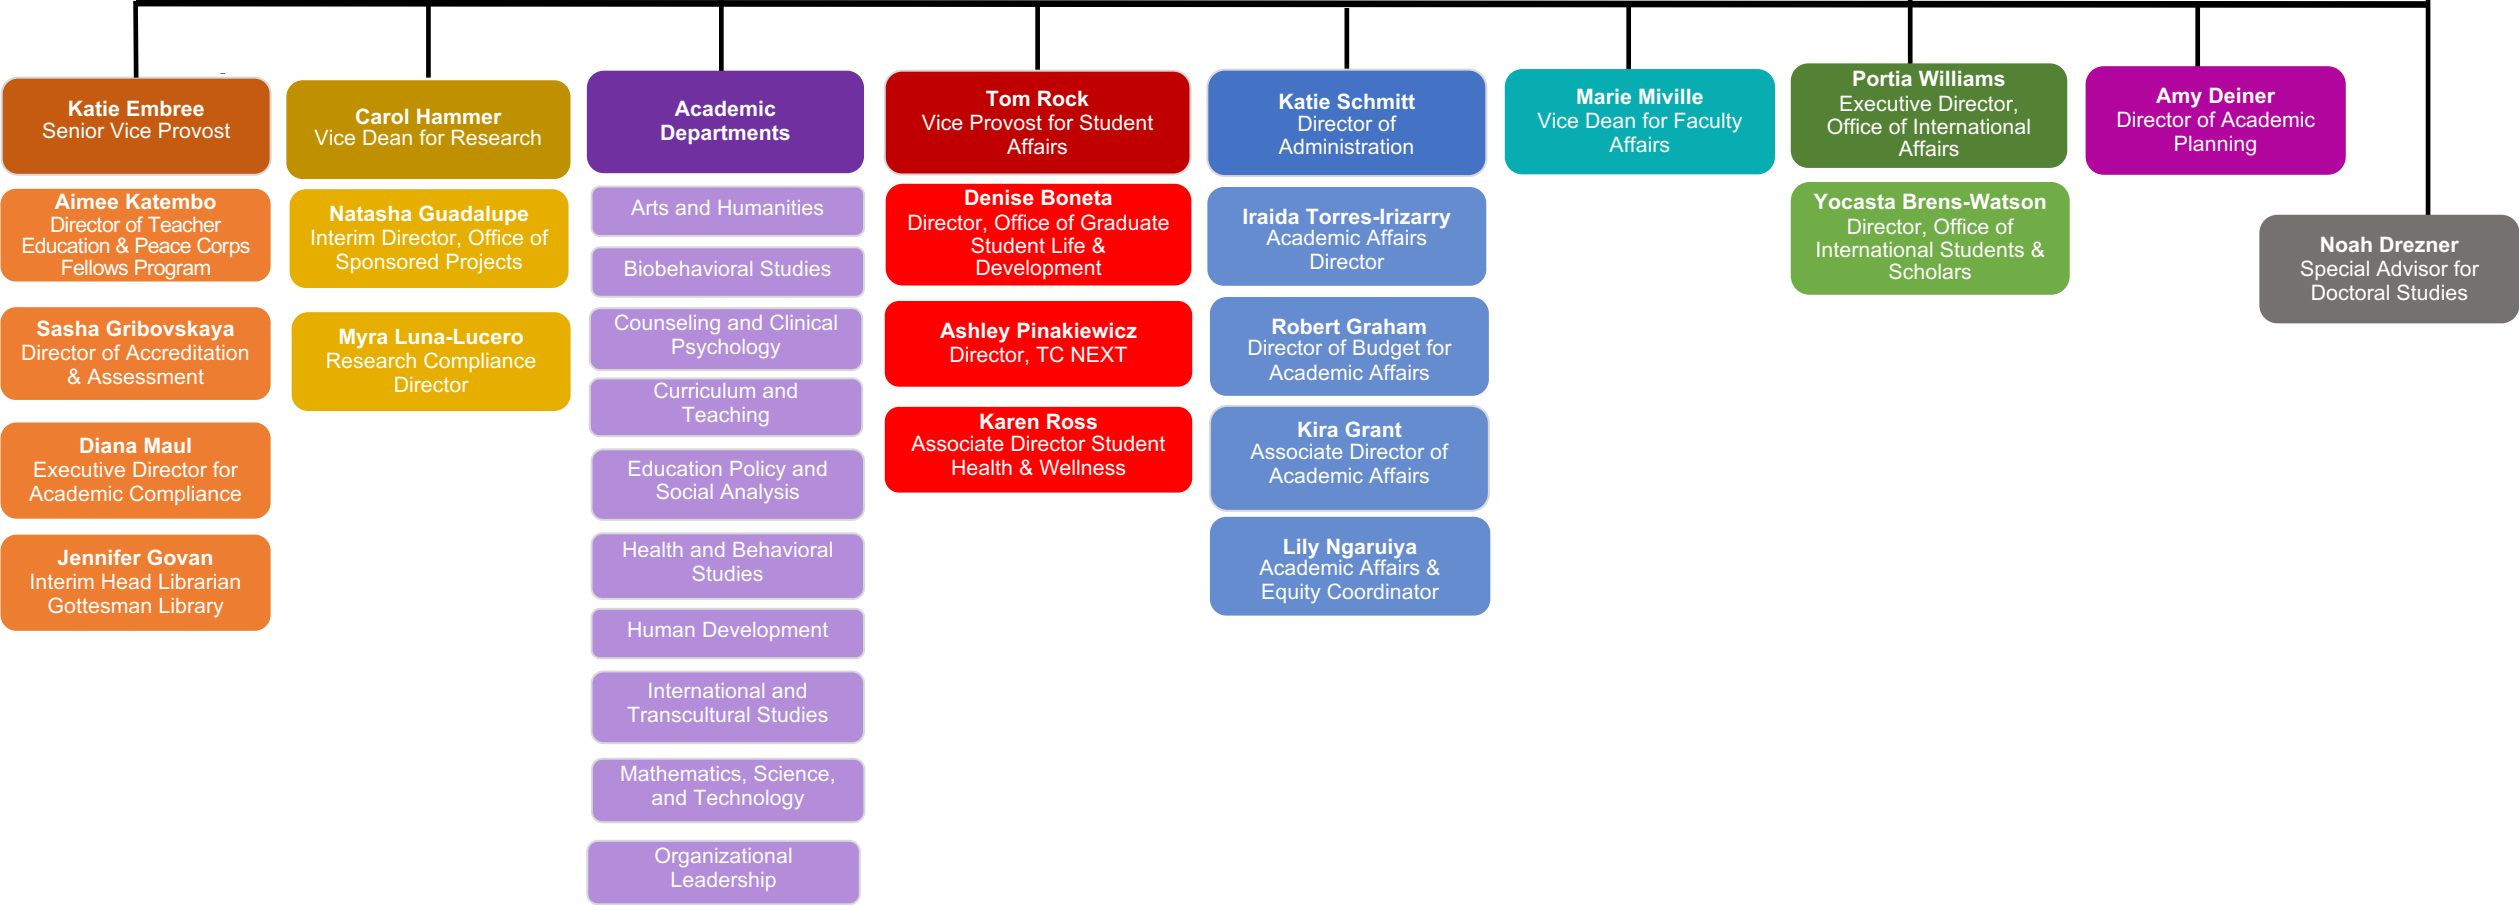 Katie Embree
Senior Vice Provost
Aimee Katembo
Director of Teacher
Education & Peace Corps
Fellows Program
Sasha Gribovskaya
Director of Accreditation
& Assessment
Diana Maul
Executive Director for
Academic Compliance
Jennifer Govan
Interim Head Librarian
Gottesman Library
Carol Hammer
Vice Dean for Research
Natasha Guadalupe
Interim Director, Office of
Sponsored Projects
Myra Luna-Lucero
Research Compliance
Director
Academic
Departments
Arts and Humanities
Biobehavioral Studies
Counseling and Clinical
Psychology
Curriculum and
Teaching
Education Policy and
Social Analysis
Health and Behavioral
Studies
Human Development
International and
Transcultural Studies
Mathematics, Science,
and Technology
Organizational
Leadership
Tom Rock
Vice Provost for Student
Affairs
Denise Boneta
Director, Office of Graduate
Student Life &
Development
Ashley Pinakiewicz
Director, TC NEXT
Karen Ross
Associate Director Student
Health & Wellness
Katie Schmitt
Director of
Administration
Iraida Torres-Irizarry
Academic Affairs
Director
Robert Graham
Director of Budget for
Academic Affairs
Kira Grant
Associate Director of
Academic Affairs
Lily Ngaruiya
Academic Affairs &
Equity Coordinator
Marie Miville
Vice Dean for Faculty
Affairs
Portia Williams
Executive Director,
Office of International
Affairs
Yocasta Brens-Watson
Director, Office of
International Students &
Scholars
Amy Deiner
Director of Academic
Planning
Noah Drezner
Special Advisor for
Doctoral Studies